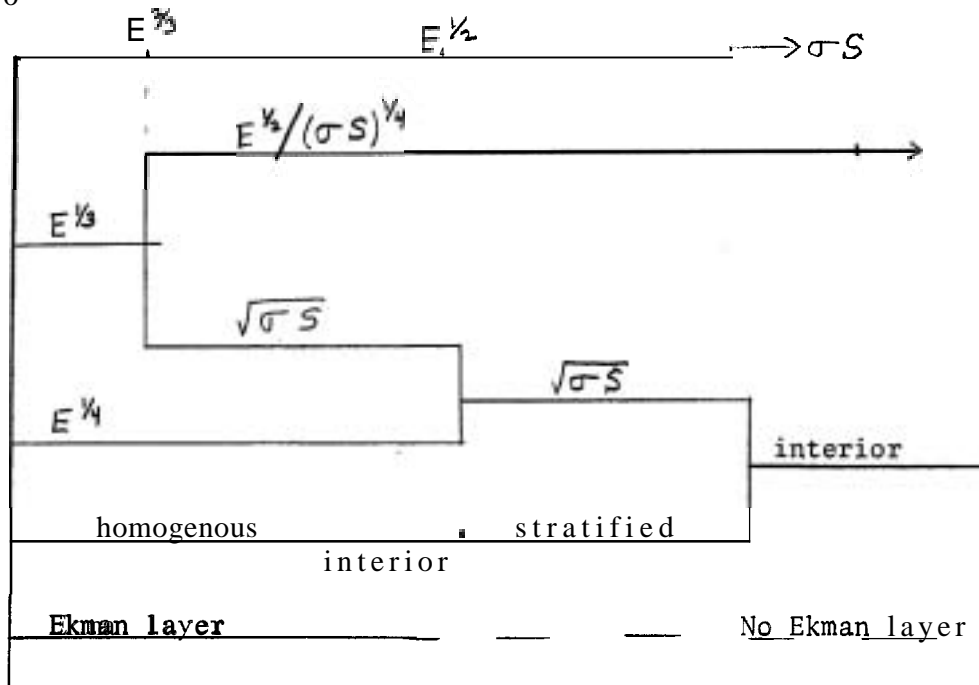 E^{2/3} E^{1/2} → σS
E^{1/2}/(σS)^{1/4}
E^{1/3}
√σS
√σS
E^{1/4}
interior
homogenous stratified
interior
Ekman layer No Ekman layer